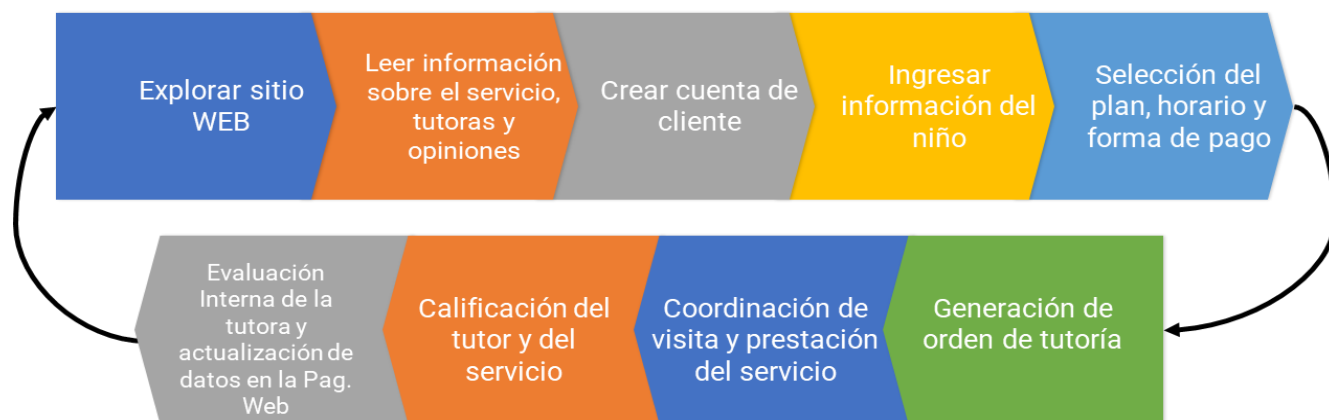 Explorar sitio
WEB
Leer información
sobre el servicio,
tutoras y
opiniones
Crear cuenta de
cliente
Ingresar
información del
niño
Selección del
plan, horario y
forma de pago
Generación de
orden de tutoría
Coordinación de
visita y prestación
del servicio
Calificación del
tutor y del
servicio
Evaluación
Interna de la
tutora y
actualización de
datos en la Pag.
Web